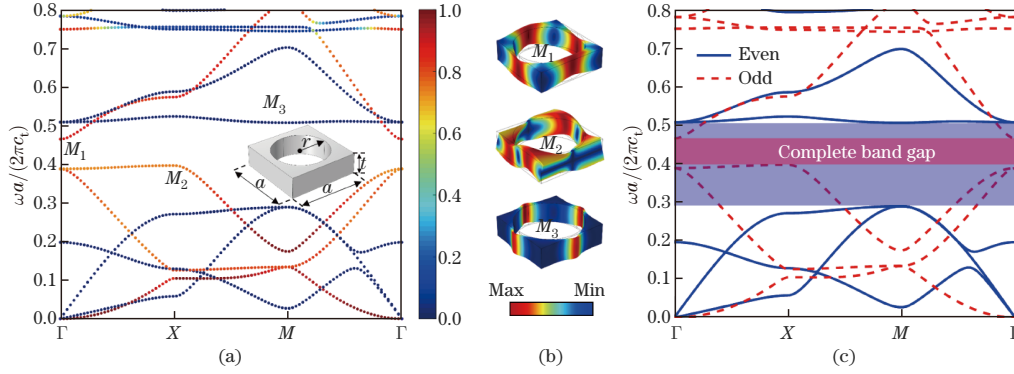 ωa/(2πc_t)
0.8
0.7
0.6
0.5
0.4
0.3
0.2
0.1
0.0
Γ X M Γ
M_1
M_2
M_3
r
a
a
t
1.0
0.8
0.6
0.4
0.2
0.0
(a)
M_1
M_2
M_3
Max Min
(b)
ωa/(2πc_t)
0.8
0.7
0.6
0.5
0.4
0.3
0.2
0.1
0.0
Γ X M Γ
Even
Odd
Complete band gap
(c)